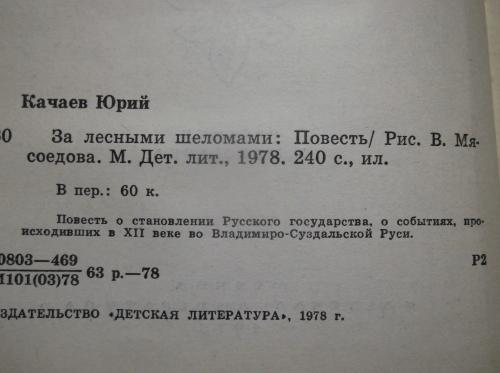 Качаев Юрий
За лесными шеломами: Повесть/ Рис. В. Мя-
соедова. М. Дет. лит., 1978. 240 с., ил.
В пер.: 60 к.
Повесть о становлении Русского государства, о событиях, про-
исходивших в XII веке во Владимиро-Суздальской Руси.
0803—469
М101(03)78 63 р.—78
Р2
ЗДАТЕЛЬСТВО «ДЕТСКАЯ ЛИТЕРАТУРА», 1978 г.